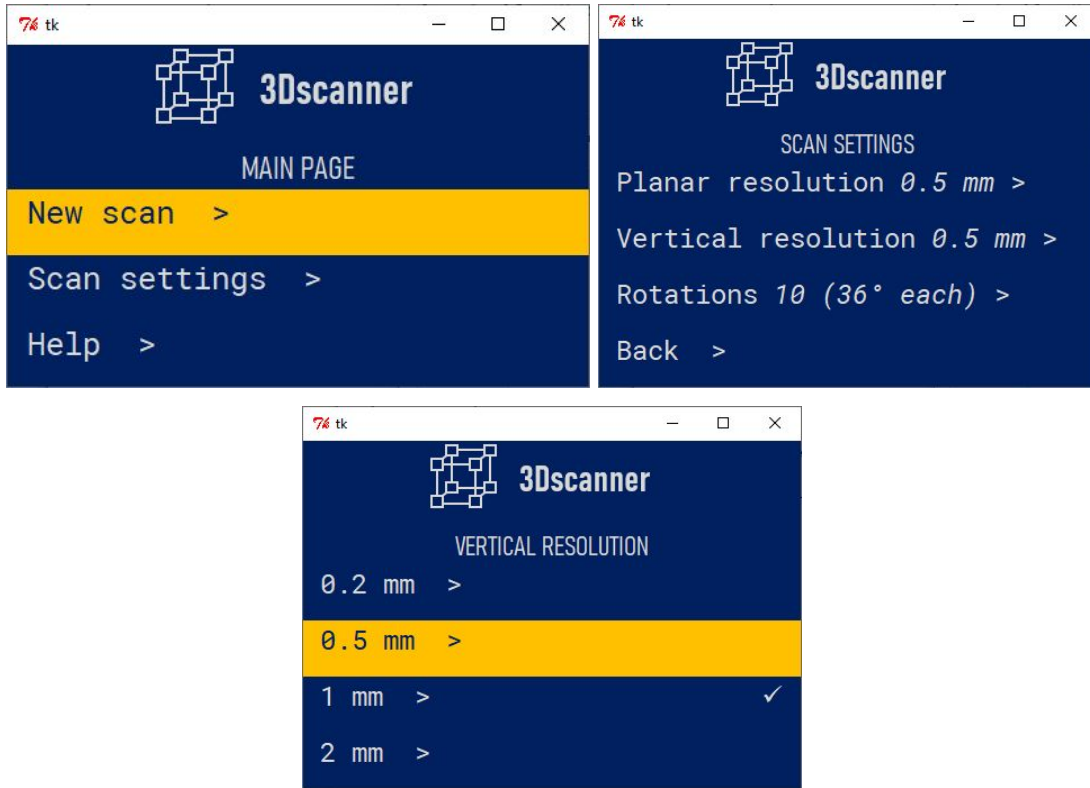 tk
3Dscanner
MAIN PAGE
New scan >
Scan settings >
Help >
tk
3Dscanner
SCAN SETTINGS
Planar resolution 0.5 mm >
Vertical resolution 0.5 mm >
Rotations 10 (36° each) >
Back >
tk
3Dscanner
VERTICAL RESOLUTION
0.2 mm >
0.5 mm >
1 mm > ✓
2 mm >